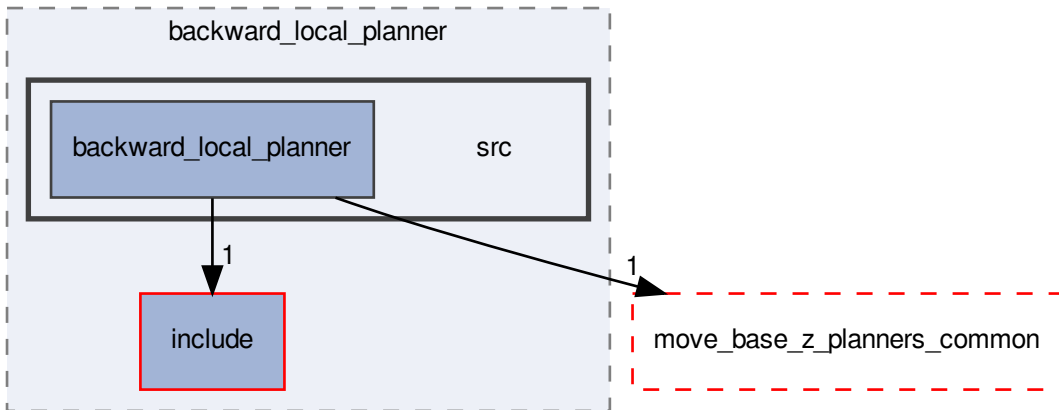 backward_local_planner
backward_local_planner
src
1
1
include
move_base_z_planners_common